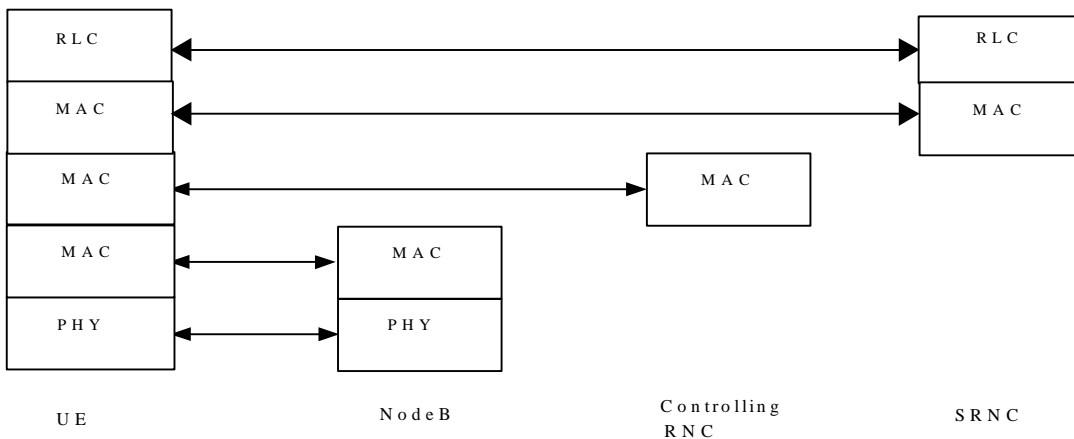 RLC
RLC
MAC
MAC
MAC
MAC
MAC
MAC
PHY
PHY
UE
NodeB
Controlling
RNC
SRNC